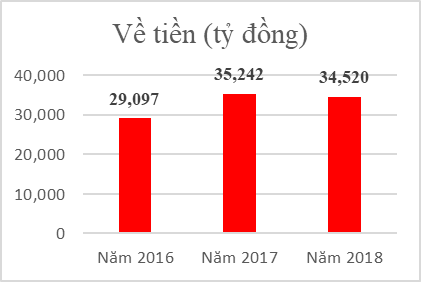 Về tiền (tỷ đồng)
40,000
30,000
20,000
10,000
0
29,097
35,242
34,520
Năm 2016
Năm 2017
Năm 2018